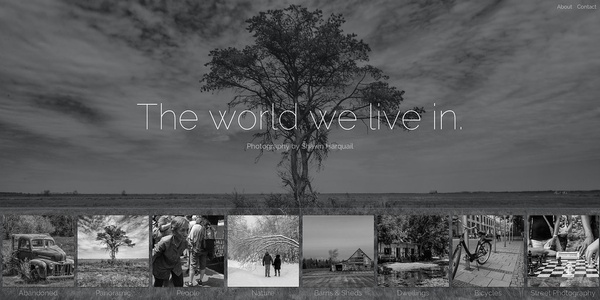 About Contact
The world we live in.
Photography by Shawn Harquail
Abandoned Panoramic People Nature Barns & Sheds Dwellings Bicycles Street Photography